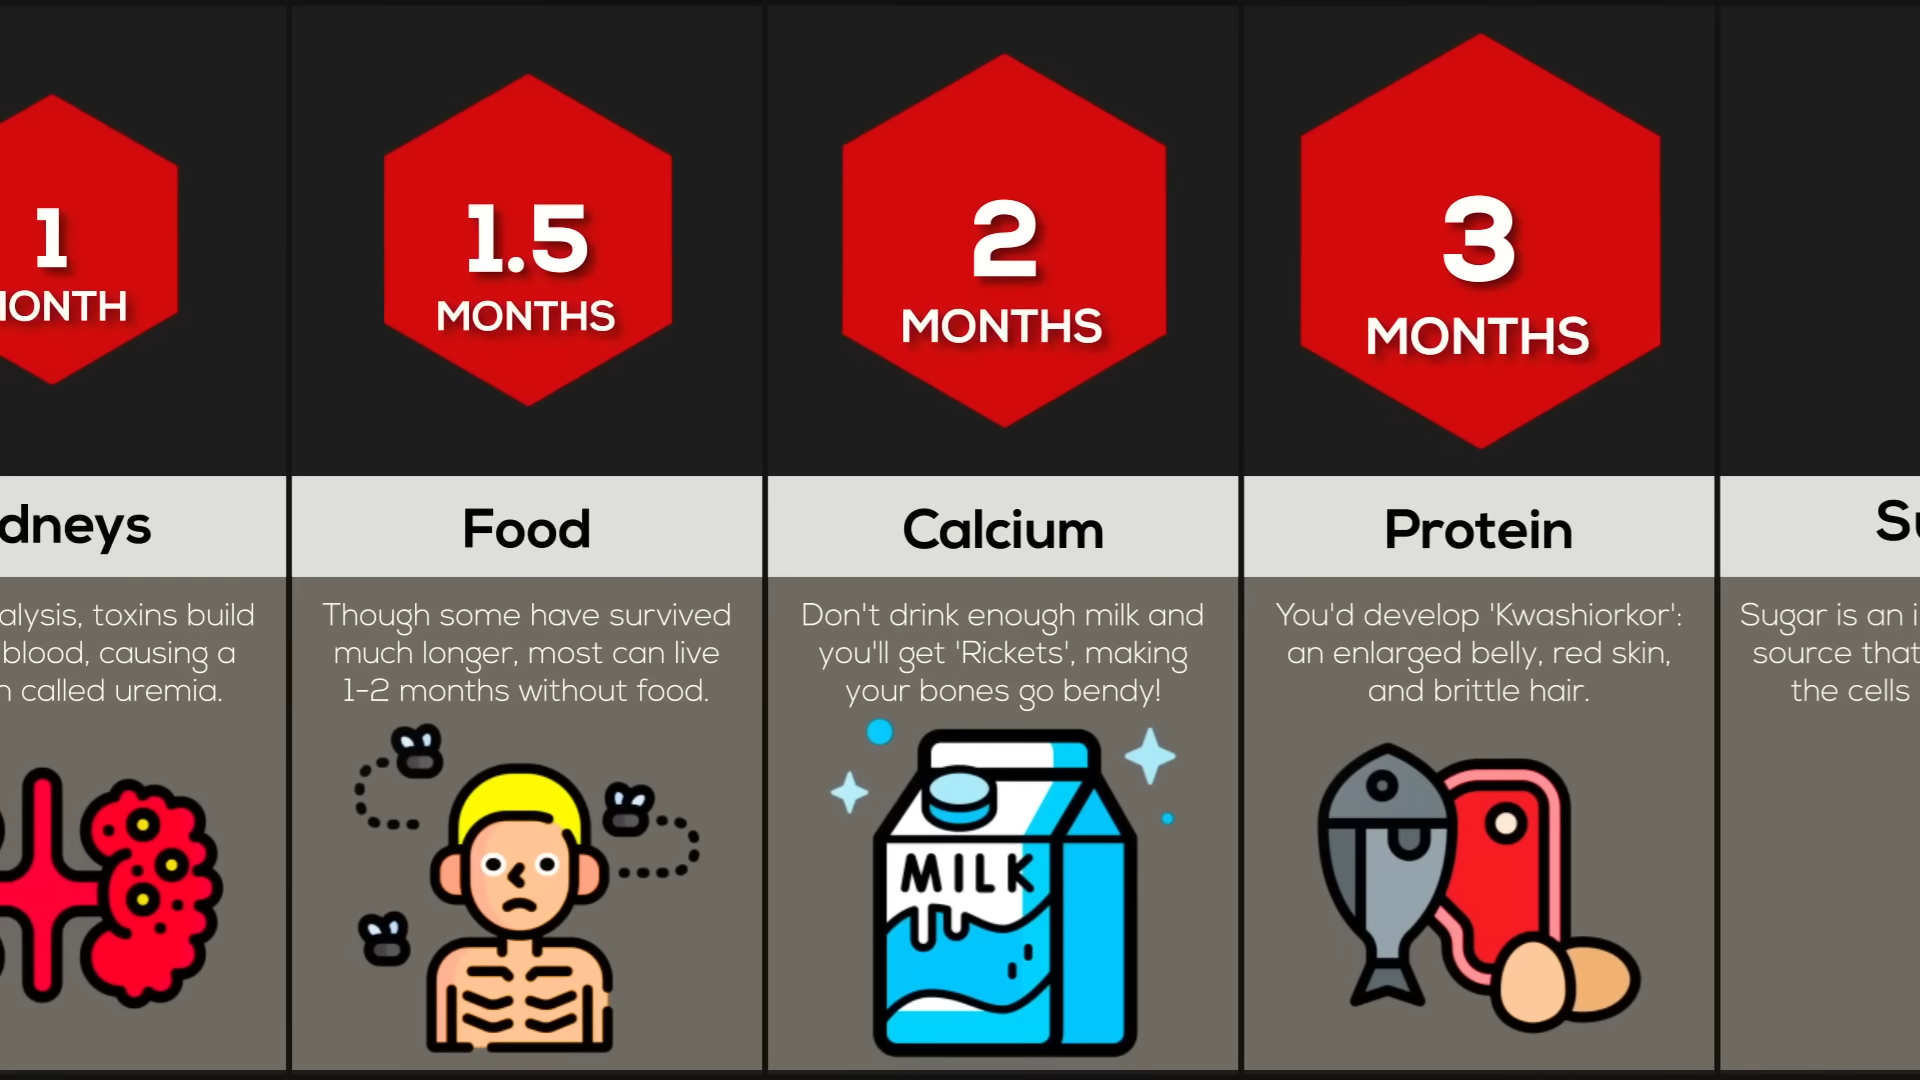 1
MONTH
dneys
alysis, toxins build
blood, causing a
n called uremia.
1.5
MONTHS
Food
Though some have survived
much longer, most can live
1-2 months without food.
2
MONTHS
Calcium
Don't drink enough milk and
you'll get 'Rickets', making
your bones go bendy!
MILK
3
MONTHS
Protein
You'd develop 'Kwashiorkor':
an enlarged belly, red skin,
and brittle hair.
Su
Sugar is an i
source that
the cells